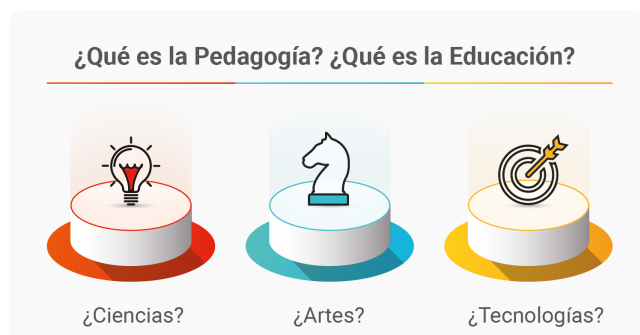 ¿Qué es la Pedagogía? ¿Qué es la Educación?
¿Ciencias?
¿Artes?
¿Tecnologías?